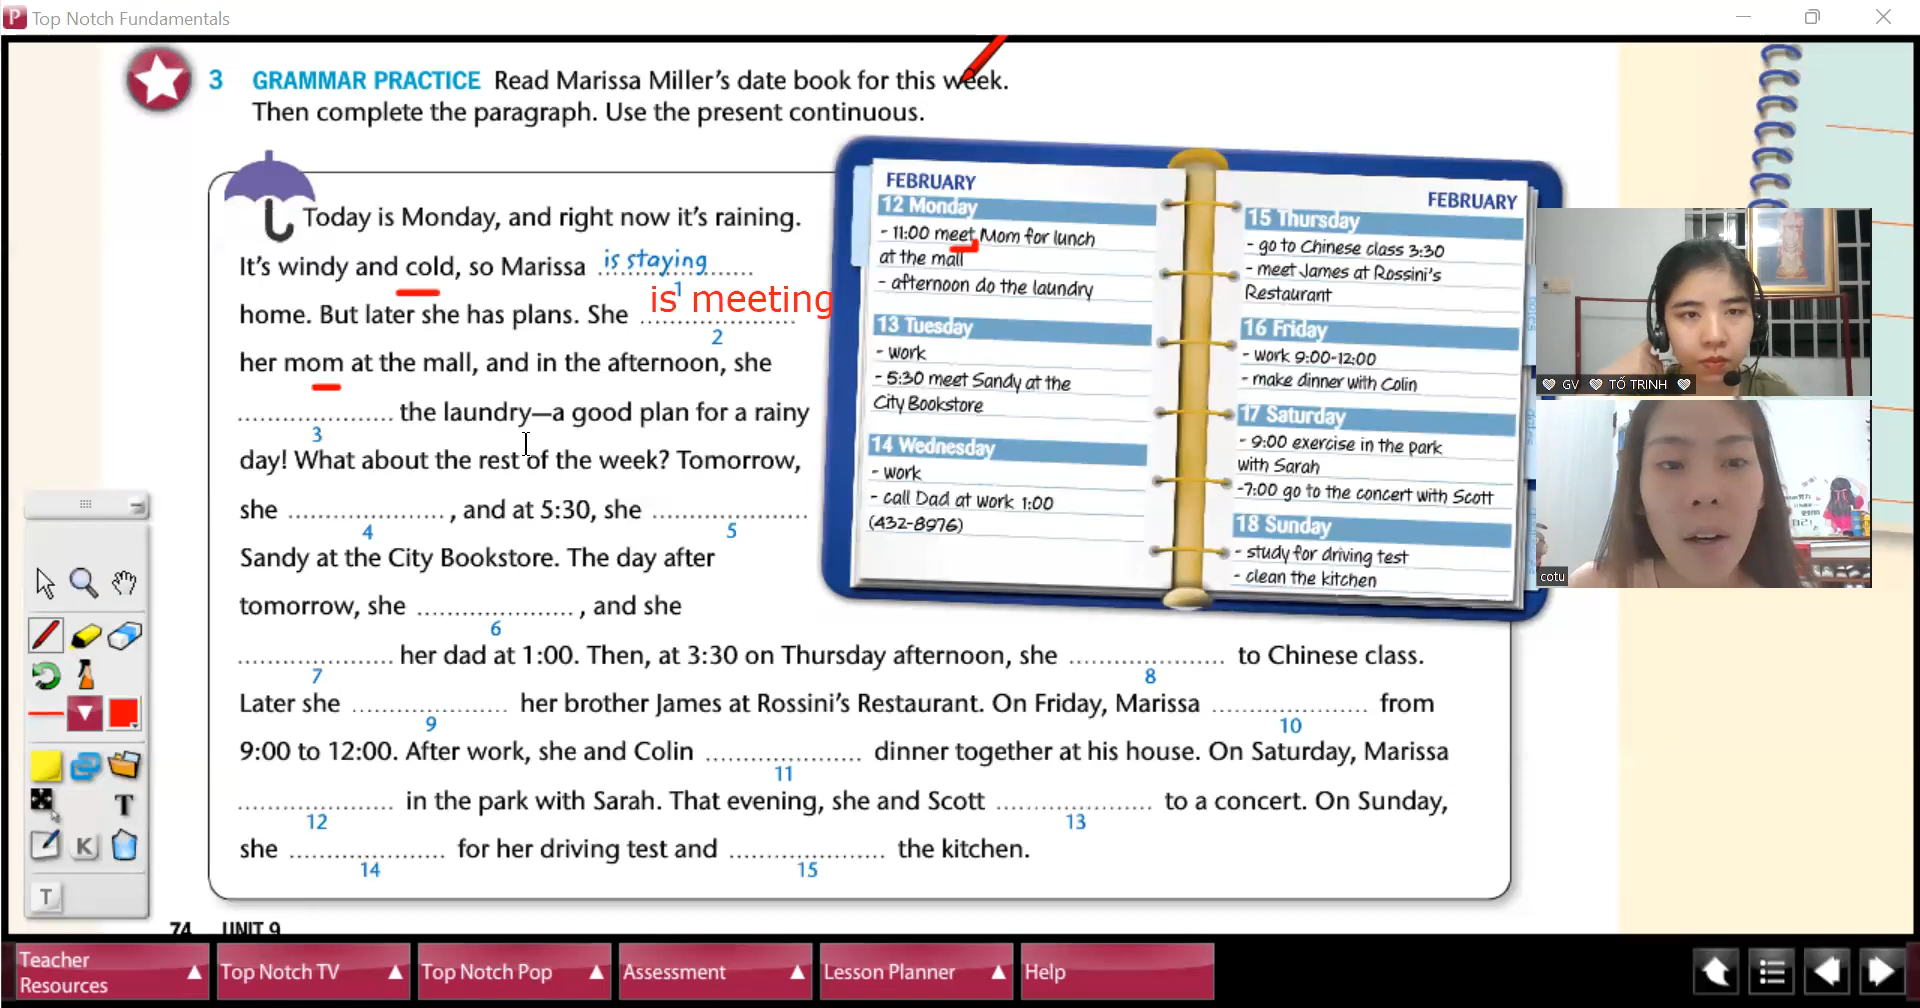 Top Notch Fundamentals
3 GRAMMAR PRACTICE Read Marissa Miller's date book for this week.
Then complete the paragraph. Use the present continuous.
Today is Monday, and right now it's raining.
It's windy and cold, so Marissa is staying
1
home. But later she has plans. She is meeting
2
her mom at the mall, and in the afternoon, she
.................... the laundry—a good plan for a rainy
3
day! What about the rest of the week? Tomorrow,
she ...................., and at 5:30, she ....................
4 5
Sandy at the City Bookstore. The day after
tomorrow, she ...................., and she
6
.................... her dad at 1:00. Then, at 3:30 on Thursday afternoon, she .................... to Chinese class.
7 8
Later she .................... her brother James at Rossini's Restaurant. On Friday, Marissa .................... from
9 10
9:00 to 12:00. After work, she and Colin .................... dinner together at his house. On Saturday, Marissa
11
.................... in the park with Sarah. That evening, she and Scott .................... to a concert. On Sunday,
12 13
she .................... for her driving test and .................... the kitchen.
14 15
FEBRUARY
12 Monday
- 11:00 meet Mom for lunch
at the mall
- afternoon do the laundry
13 Tuesday
- work
- 5:30 meet Sandy at the
City Bookstore
14 Wednesday
- work
- call Dad at work 1:00
(432-8976)
FEBRUARY
15 Thursday
- go to Chinese class 3:30
- meet James at Rossini's
Restaurant
16 Friday
- work 9:00-12:00
- make dinner with Colin
17 Saturday
- 9:00 exercise in the park
with Sarah
-7:00 go to the concert with Scott
18 Sunday
- study for driving test
- clean the kitchen
GV TỐ TRINH
cotu
T
K
T
74 UNIT 9
Teacher
Resources
Top Notch TV
Top Notch Pop
Assessment
Lesson Planner
Help